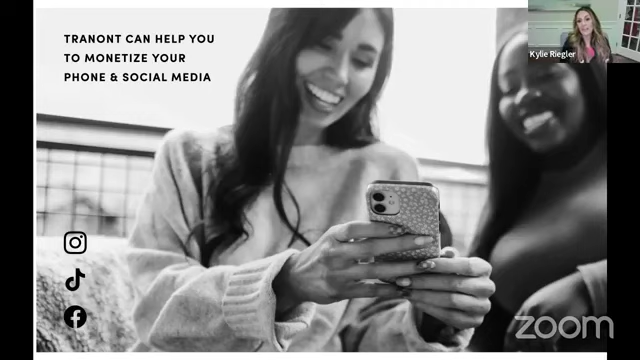 TRANONT CAN HELP YOU
TO MONETIZE YOUR
PHONE & SOCIAL MEDIA
Kylie Riegler
zoom